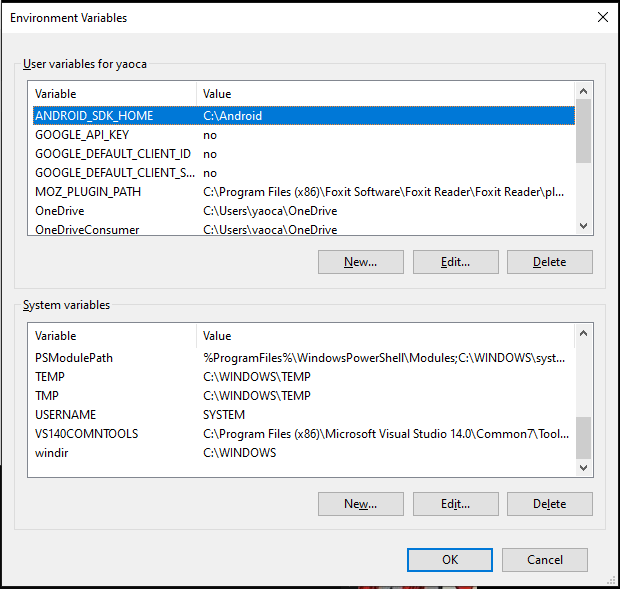 Environment Variables
User variables for yaoca
Variable Value
ANDROID_SDK_HOME C:\Android
GOOGLE_API_KEY no
GOOGLE_DEFAULT_CLIENT_ID no
GOOGLE_DEFAULT_CLIENT_S... no
MOZ_PLUGIN_PATH C:\Program Files (x86)\Foxit Software\Foxit Reader\Foxit Reader\pl...
OneDrive C:\Users\yaoca\OneDrive
OneDriveConsumer C:\Users\yaoca\OneDrive
New... Edit... Delete
System variables
Variable Value
PSModulePath %ProgramFiles%\WindowsPowerShell\Modules;C:\WINDOWS\syst...
TEMP C:\WINDOWS\TEMP
TMP C:\WINDOWS\TEMP
USERNAME SYSTEM
VS140COMNTOOLS C:\Program Files (x86)\Microsoft Visual Studio 14.0\Common7\Tool...
windir C:\WINDOWS
New... Edit... Delete
OK Cancel